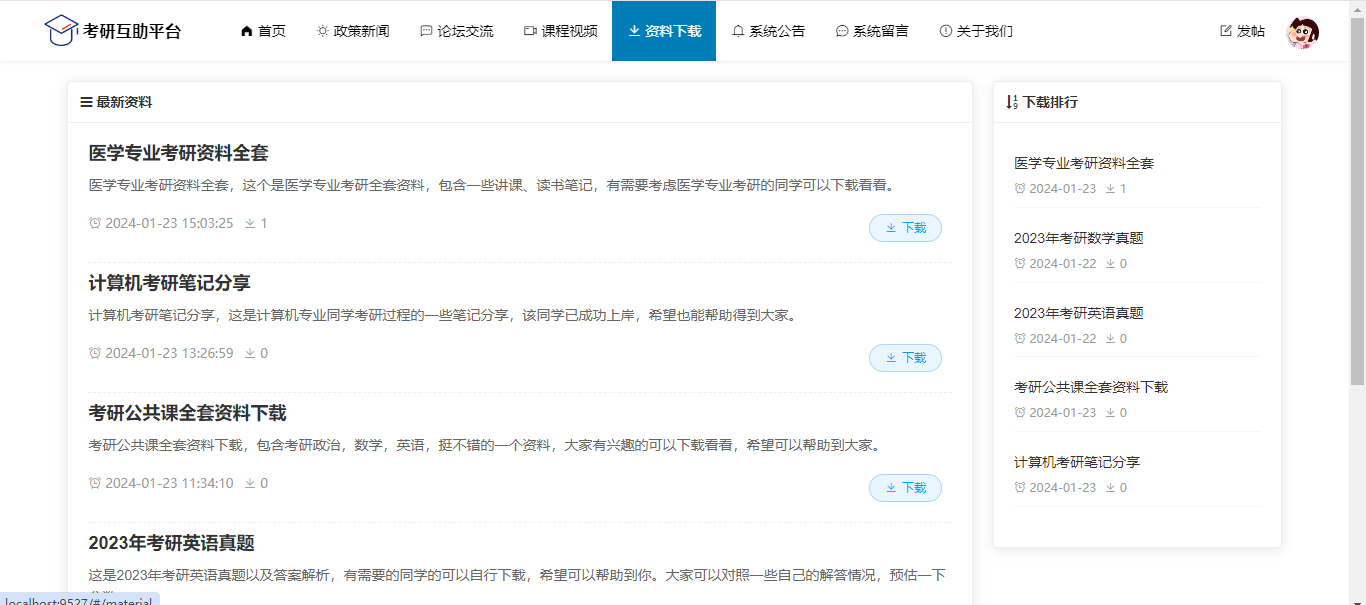 考研互助平台 首页 政策新闻 论坛交流 课程视频 资料下载 系统公告 系统留言 关于我们 发帖
最新资料
医学专业考研资料全套
医学专业考研资料全套，这个是医学专业考研全套资料，包含一些讲课、读书笔记，有需要考虑医学专业考研的同学可以下载看看。
2024-01-23 15:03:25 1
下载
计算机考研笔记分享
计算机考研笔记分享，这是计算机专业同学考研过程的一些笔记分享，该同学已成功上岸，希望也能帮助得到大家。
2024-01-23 13:26:59 0
下载
考研公共课全套资料下载
考研公共课全套资料下载，包含考研政治，数学，英语，挺不错的一个资料，大家有兴趣的可以下载看看，希望可以帮助到大家。
2024-01-23 11:34:10 0
下载
2023年考研英语真题
这是2023年考研英语真题以及答案解析，有需要的同学的可以自行下载，希望可以帮助到你。大家可以对照一些自己的解答情况，预估一下
下载排行
医学专业考研资料全套
2024-01-23 1
2023年考研数学真题
2024-01-22 0
2023年考研英语真题
2024-01-22 0
考研公共课全套资料下载
2024-01-23 0
计算机考研笔记分享
2024-01-23 0
localhost:9527/#/material